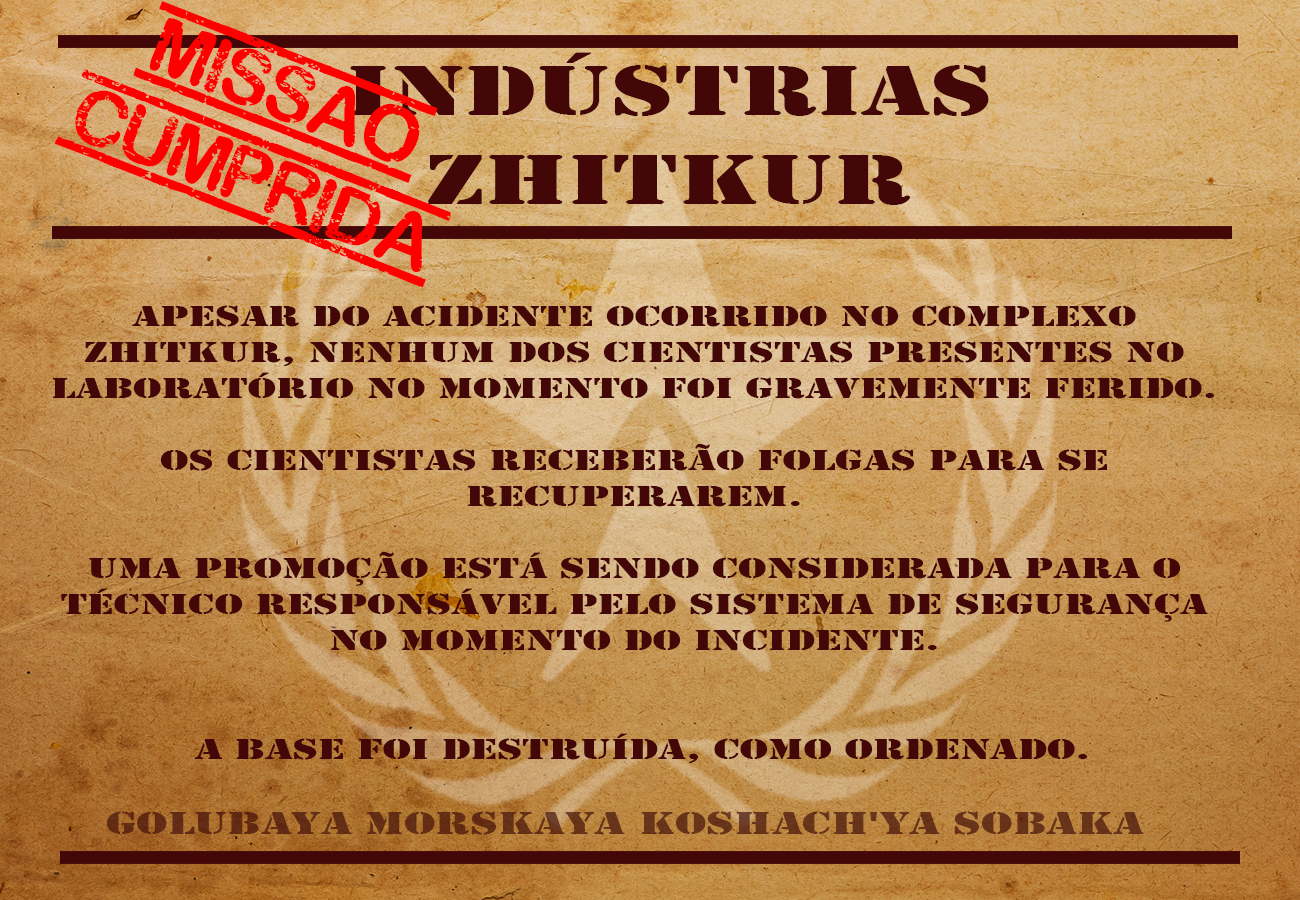 MISSAO
CUMPRIDA
INDÚSTRIAS
ZHITKUR
APESAR DO ACIDENTE OCORRIDO NO COMPLEXO
ZHITKUR, NENHUM DOS CIENTISTAS PRESENTES NO
LABORATÓRIO NO MOMENTO FOI GRAVEMENTE FERIDO.
OS CIENTISTAS RECEBERÃO FOLGAS PARA SE
RECUPERAREM.
UMA PROMOÇÃO ESTÁ SENDO CONSIDERADA PARA O
TÉCNICO RESPONSÁVEL PELO SISTEMA DE SEGURANÇA
NO MOMENTO DO INCIDENTE.
A BASE FOI DESTRUÍDA, COMO ORDENADO.
GOLUBAYA MORSKAYA KOSHACH'YA SOBAKA